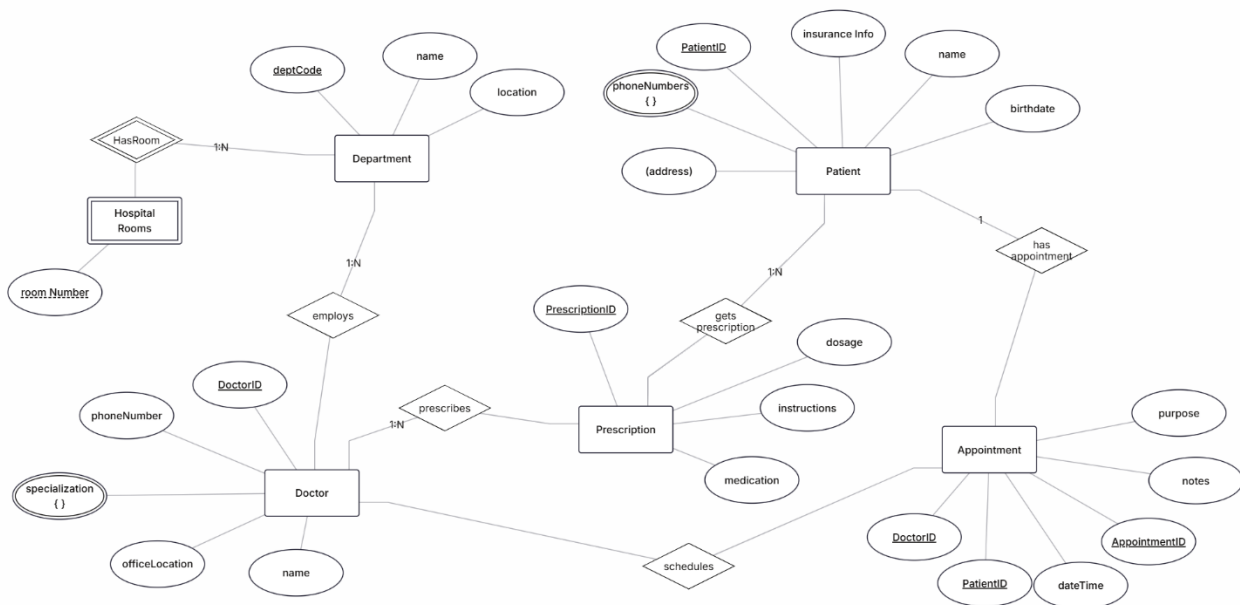 insurance Info
PatientID
name
name
deptCode
phoneNumbers
{ }
location
birthdate
HasRoom
1:N
Department
Patient
(address)
Hospital
Rooms
1
has
appointment
1:N
1:N
room Number
PrescriptionID
employs
gets
prescription
dosage
DoctorID
phoneNumber
prescribes
instructions
purpose
1:N
Prescription
Appointment
medication
notes
specialization
{ }
Doctor
DoctorID
AppointmentID
officeLocation
name
schedules
PatientID
dateTime